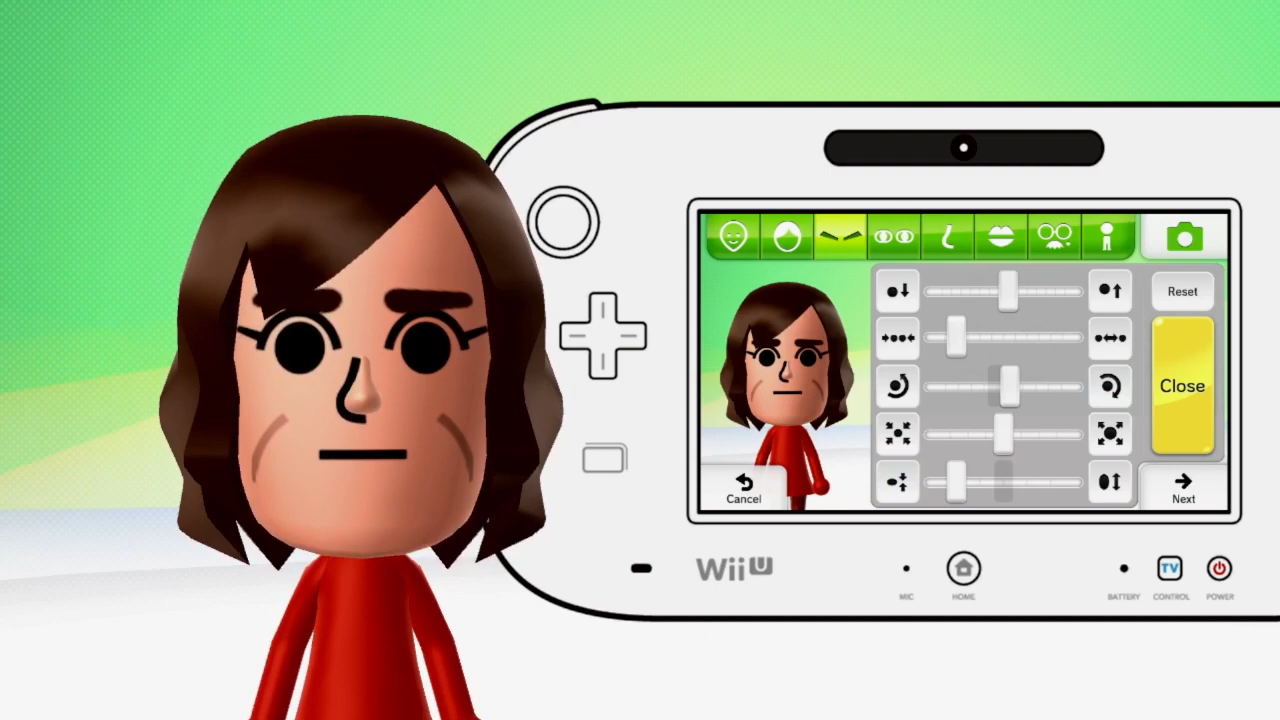 Reset
Close
Cancel
Next
Wii U
TV
MIC
HOME
BATTERY
CONTROL
POWER